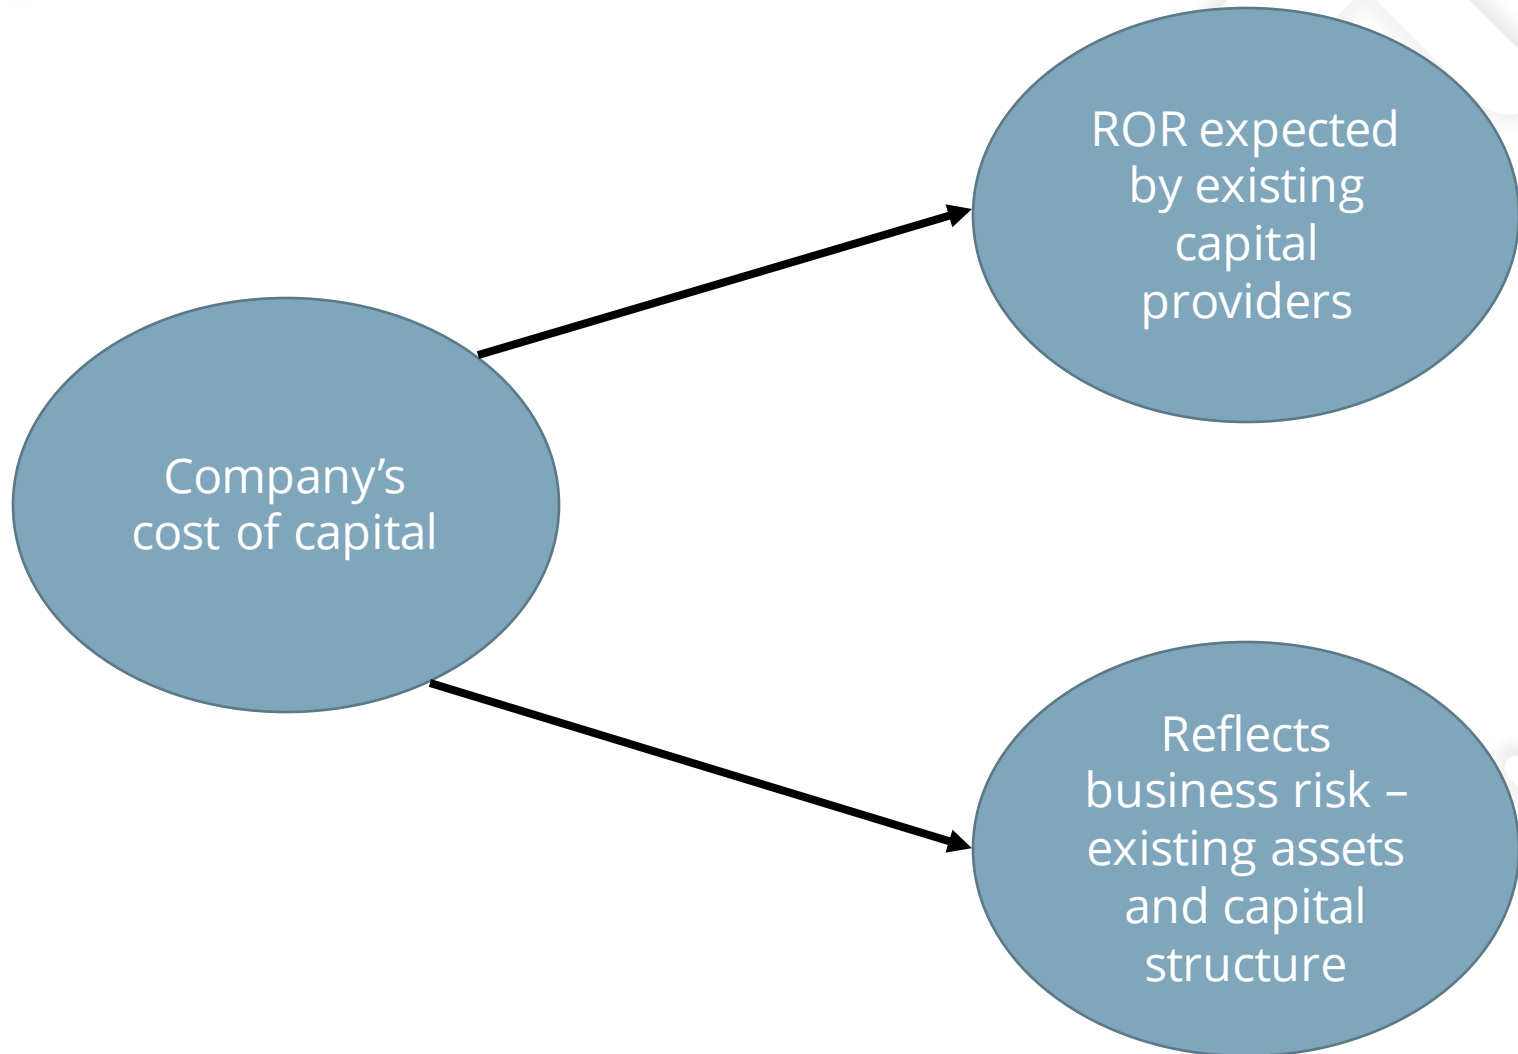 ROR expected
by existing
capital
providers
Company’s
cost of capital
Reflects
business risk –
existing assets
and capital
structure